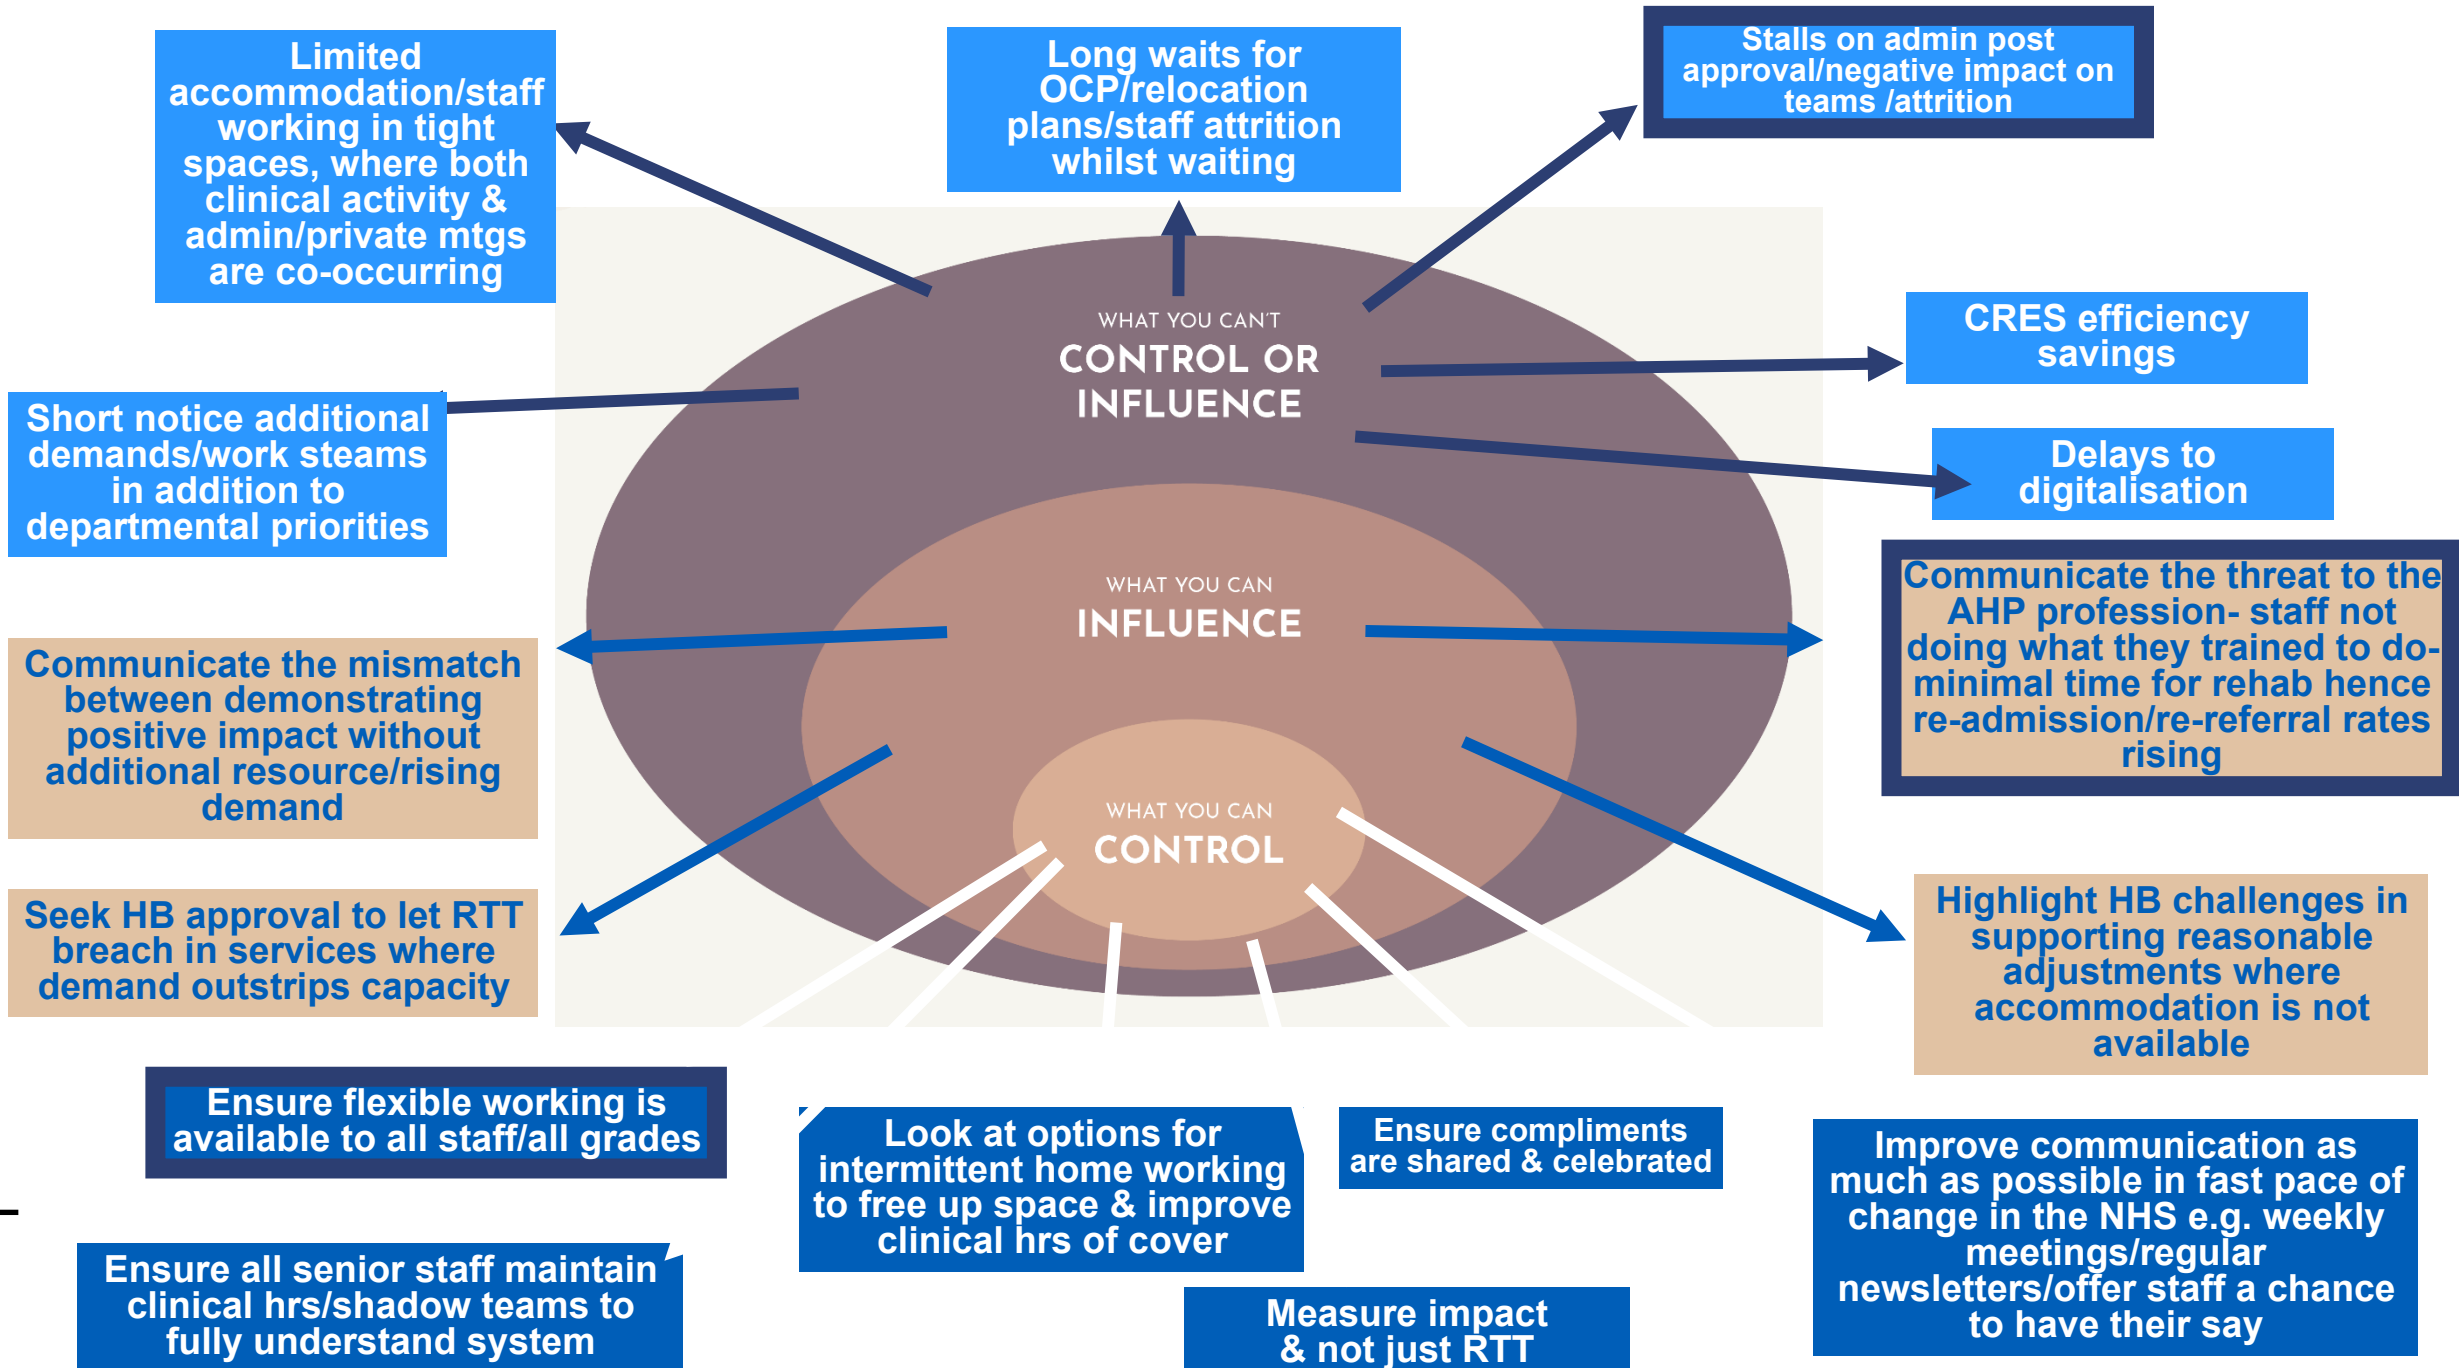 Limited
accommodation/staff
working in tight
spaces, where both
clinical activity &
admin/private mtgs
are co-occurring
Long waits for
OCP/relocation
plans/staff attrition
whilst waiting
Stalls on admin post
approval/negative impact on
teams /attrition
WHAT YOU CAN'T
CONTROL OR
INFLUENCE
CRES efficiency
savings
Short notice additional
demands/work steams
in addition to
departmental priorities
Delays to
digitalisation
WHAT YOU CAN
INFLUENCE
Communicate the threat to the
AHP profession- staff not
doing what they trained to do-
minimal time for rehab hence
re-admission/re-referral rates
rising
Communicate the mismatch
between demonstrating
positive impact without
additional resource/rising
demand
WHAT YOU CAN
CONTROL
Seek HB approval to let RTT
breach in services where
demand outstrips capacity
Highlight HB challenges in
supporting reasonable
adjustments where
accommodation is not
available
Ensure flexible working is
available to all staff/all grades
Look at options for
intermittent home working
to free up space & improve
clinical hrs of cover
Ensure compliments
are shared & celebrated
Improve communication as
much as possible in fast pace of
change in the NHS e.g. weekly
meetings/regular
newsletters/offer staff a chance
to have their say
Ensure all senior staff maintain
clinical hrs/shadow teams to
fully understand system
Measure impact
& not just RTT